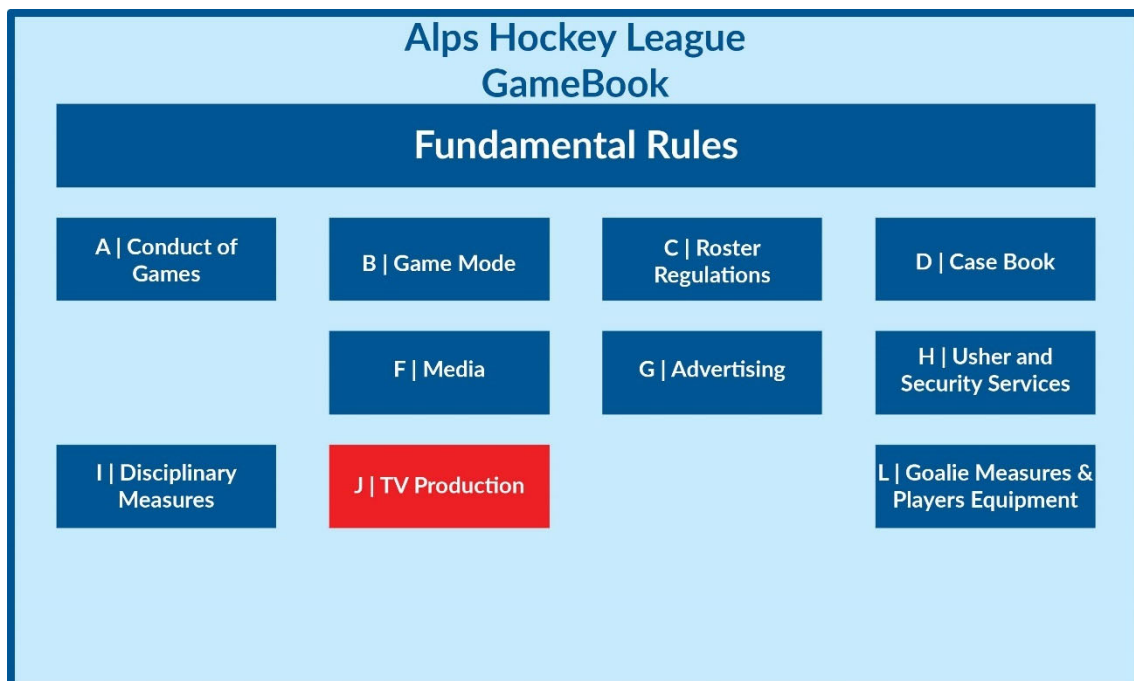 Alps Hockey League
GameBook
Fundamental Rules
A | Conduct of
Games
B | Game Mode
C | Roster
Regulations
D | Case Book
F | Media
G | Advertising
H | Usher and
Security Services
I | Disciplinary
Measures
J | TV Production
L | Goalie Measures &
Players Equipment